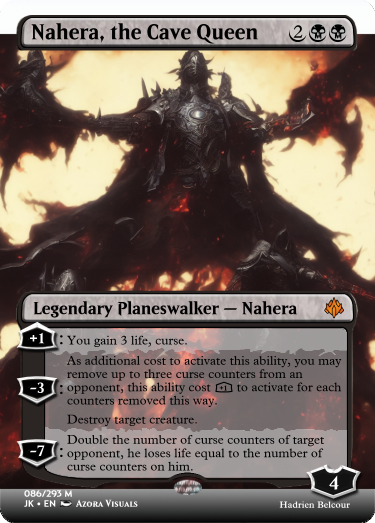 Nahera, the Cave Queen 2
Legendary Planeswalker — Nahera
+1: You gain 3 life, curse.
As additional cost to activate this ability, you may
remove up to three curse counters from an
-3: opponent, this ability cost +1 to activate for each
counters removed this way.
Destroy target creature.
Double the number of curse counters of target
-7: opponent, he loses life equal to the number of
curse counters on him.
4
086/293 M
JK • EN Azora Visuals
Hadrien Belcour